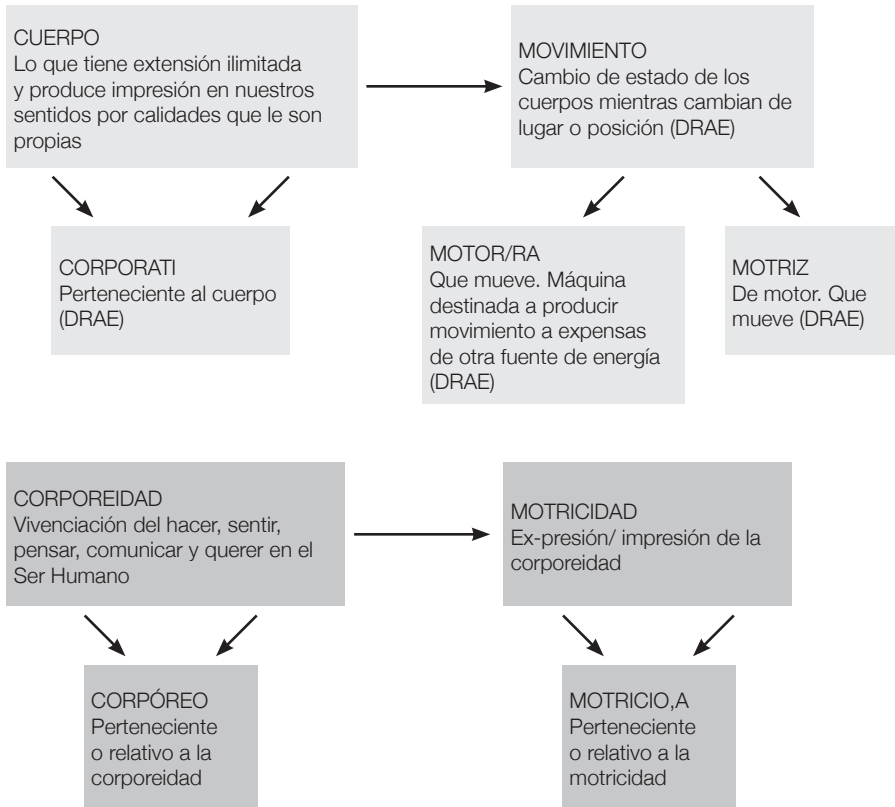 CUERPO
Lo que tiene extensión ilimitada
y produce impresión en nuestros
sentidos por calidades que le son
propias
MOVIMIENTO
Cambio de estado de los
cuerpos mientras cambian de
lugar o posición (DRAE)
CORPORATI
Perteneciente al cuerpo
(DRAE)
MOTOR/RA
Que mueve. Máquina
destinada a producir
movimiento a expensas
de otra fuente de energía
(DRAE)
MOTRIZ
De motor. Que
mueve (DRAE)
CORPOREIDAD
Vivenciación del hacer, sentir,
pensar, comunicar y querer en el
Ser Humano
MOTRICIDAD
Ex-presión/ impresión de la
corporeidad
CORPÓREO
Perteneciente
o relativo a la
corporeidad
MOTRICIO,A
Perteneciente
o relativo a la
motricidad